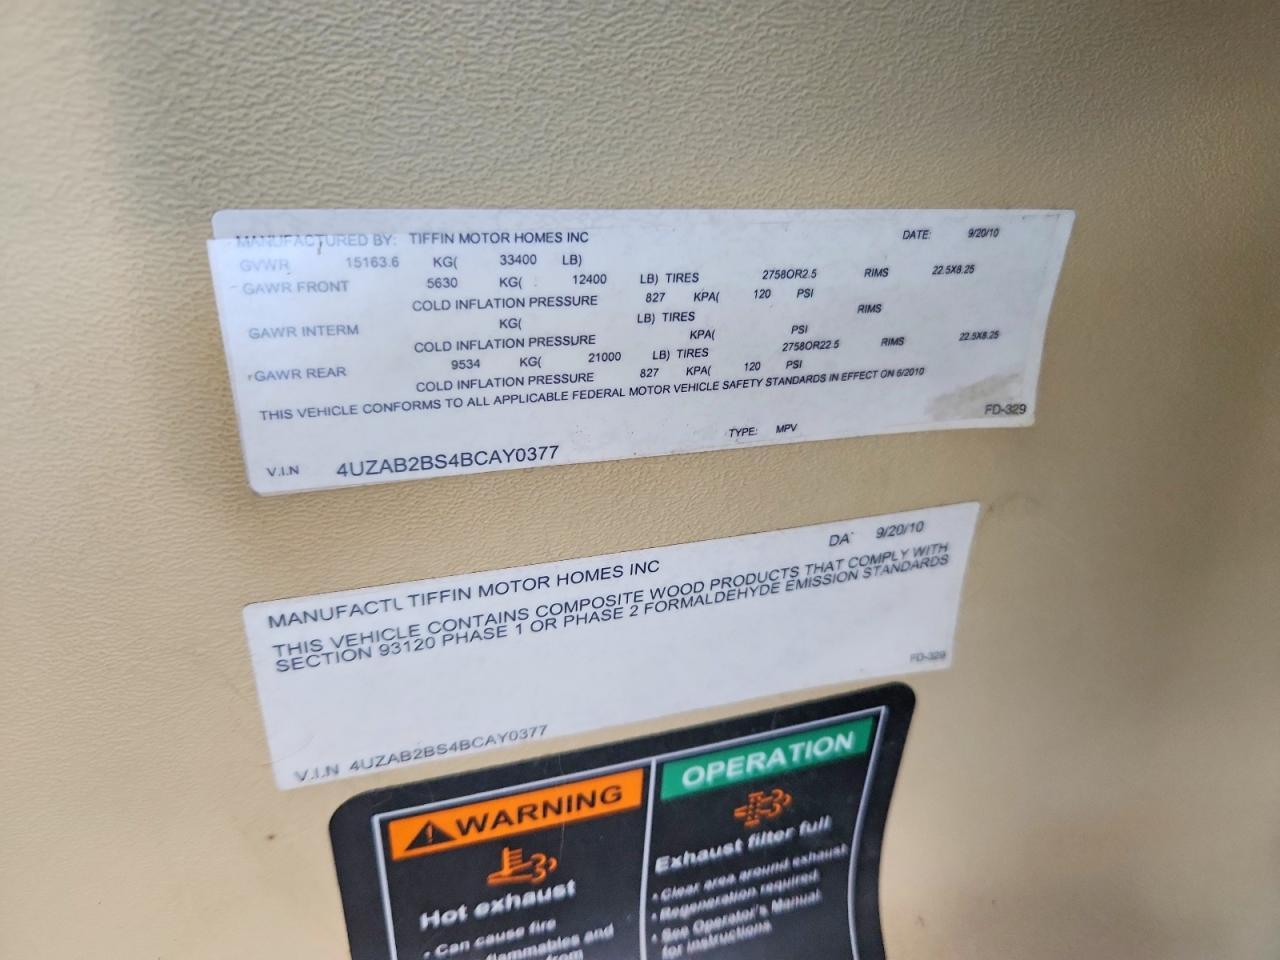 MANUFACTURED BY: TIFFIN MOTOR HOMES INC DATE: 9/20/10
GVWR 15163.6 KG( 33400 LB)
GAWR FRONT 5630 KG( 12400 LB) TIRES 2758OR2.5 RIMS 22.5X8.25
COLD INFLATION PRESSURE 827 KPA( 120 PSI
GAWR INTERM KG( LB) TIRES RIMS
COLD INFLATION PRESSURE KPA( PSI
GAWR REAR 9534 KG( 21000 LB) TIRES 2758OR22.5 RIMS 22.5X8.25
COLD INFLATION PRESSURE 827 KPA( 120 PSI
THIS VEHICLE CONFORMS TO ALL APPLICABLE FEDERAL MOTOR VEHICLE SAFETY STANDARDS IN EFFECT ON 6/2010
FD-329
V.I.N 4UZAB2BS4BCAY0377 TYPE: MPV
MANUFACTU TIFFIN MOTOR HOMES INC DA 9/20/10
THIS VEHICLE CONTAINS COMPOSITE WOOD PRODUCTS THAT COMPLY WITH
SECTION 93120 PHASE 1 OR PHASE 2 FORMALDEHYDE EMISSION STANDARDS
FD-329
V.I.N 4UZAB2BS4BCAY0377
WARNING
Hot exhaust
• Can cause fire
flammables and
from
OPERATION
Exhaust filter full
• Clear area around exhaust
• Regeneration required
• See Operator's Manual
for instructions